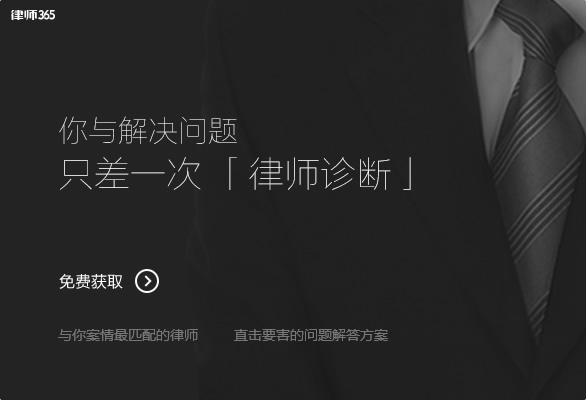 律师365
你与解决问题
只差一次「律师诊断」
免费获取
与你案情最匹配的律师 直击要害的问题解答方案